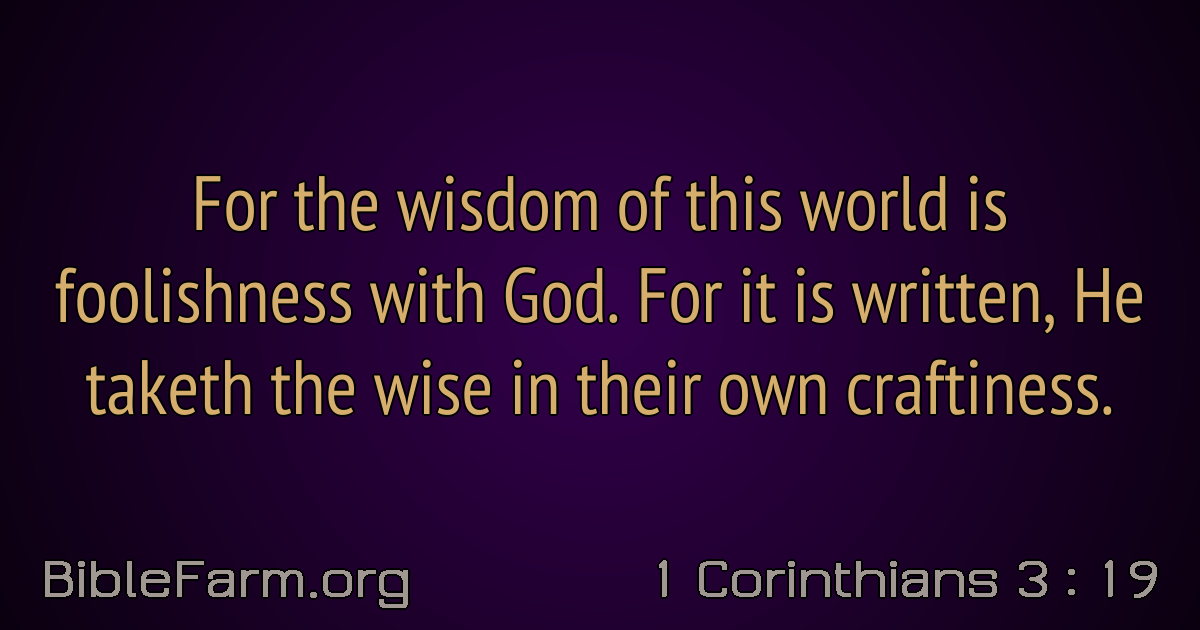 For the wisdom of this world is
foolishness with God. For it is written, He
taketh the wise in their own craftiness.
BibleFarm.org
1 Corinthians 3 : 19